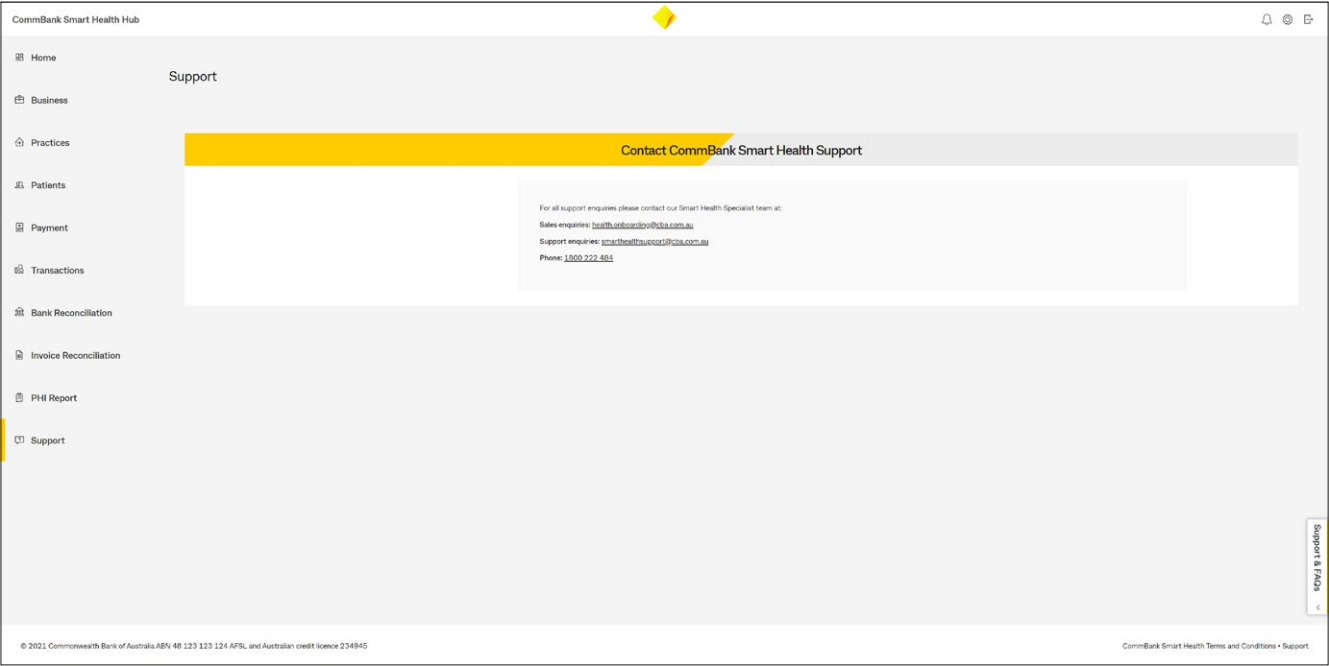 CommBank Smart Health Hub
Home
Business
Practices
Patients
Payment
Transactions
Bank Reconciliation
Invoice Reconciliation
PHI Report
Support
Support
Contact CommBank Smart Health Support
For all support enquiries please contact our Smart Health Specialist team at:
Sales enquiries: health.onboarding@cba.com.au
Support enquiries: smarthealthsupport@cba.com.au
Phone: 1800 222 484
Support & FAQs
© 2021 Commonwealth Bank of Australia ABN 48 123 123 124 AFSL and Australian credit licence 234945
CommBank Smart Health Terms and Conditions • Support